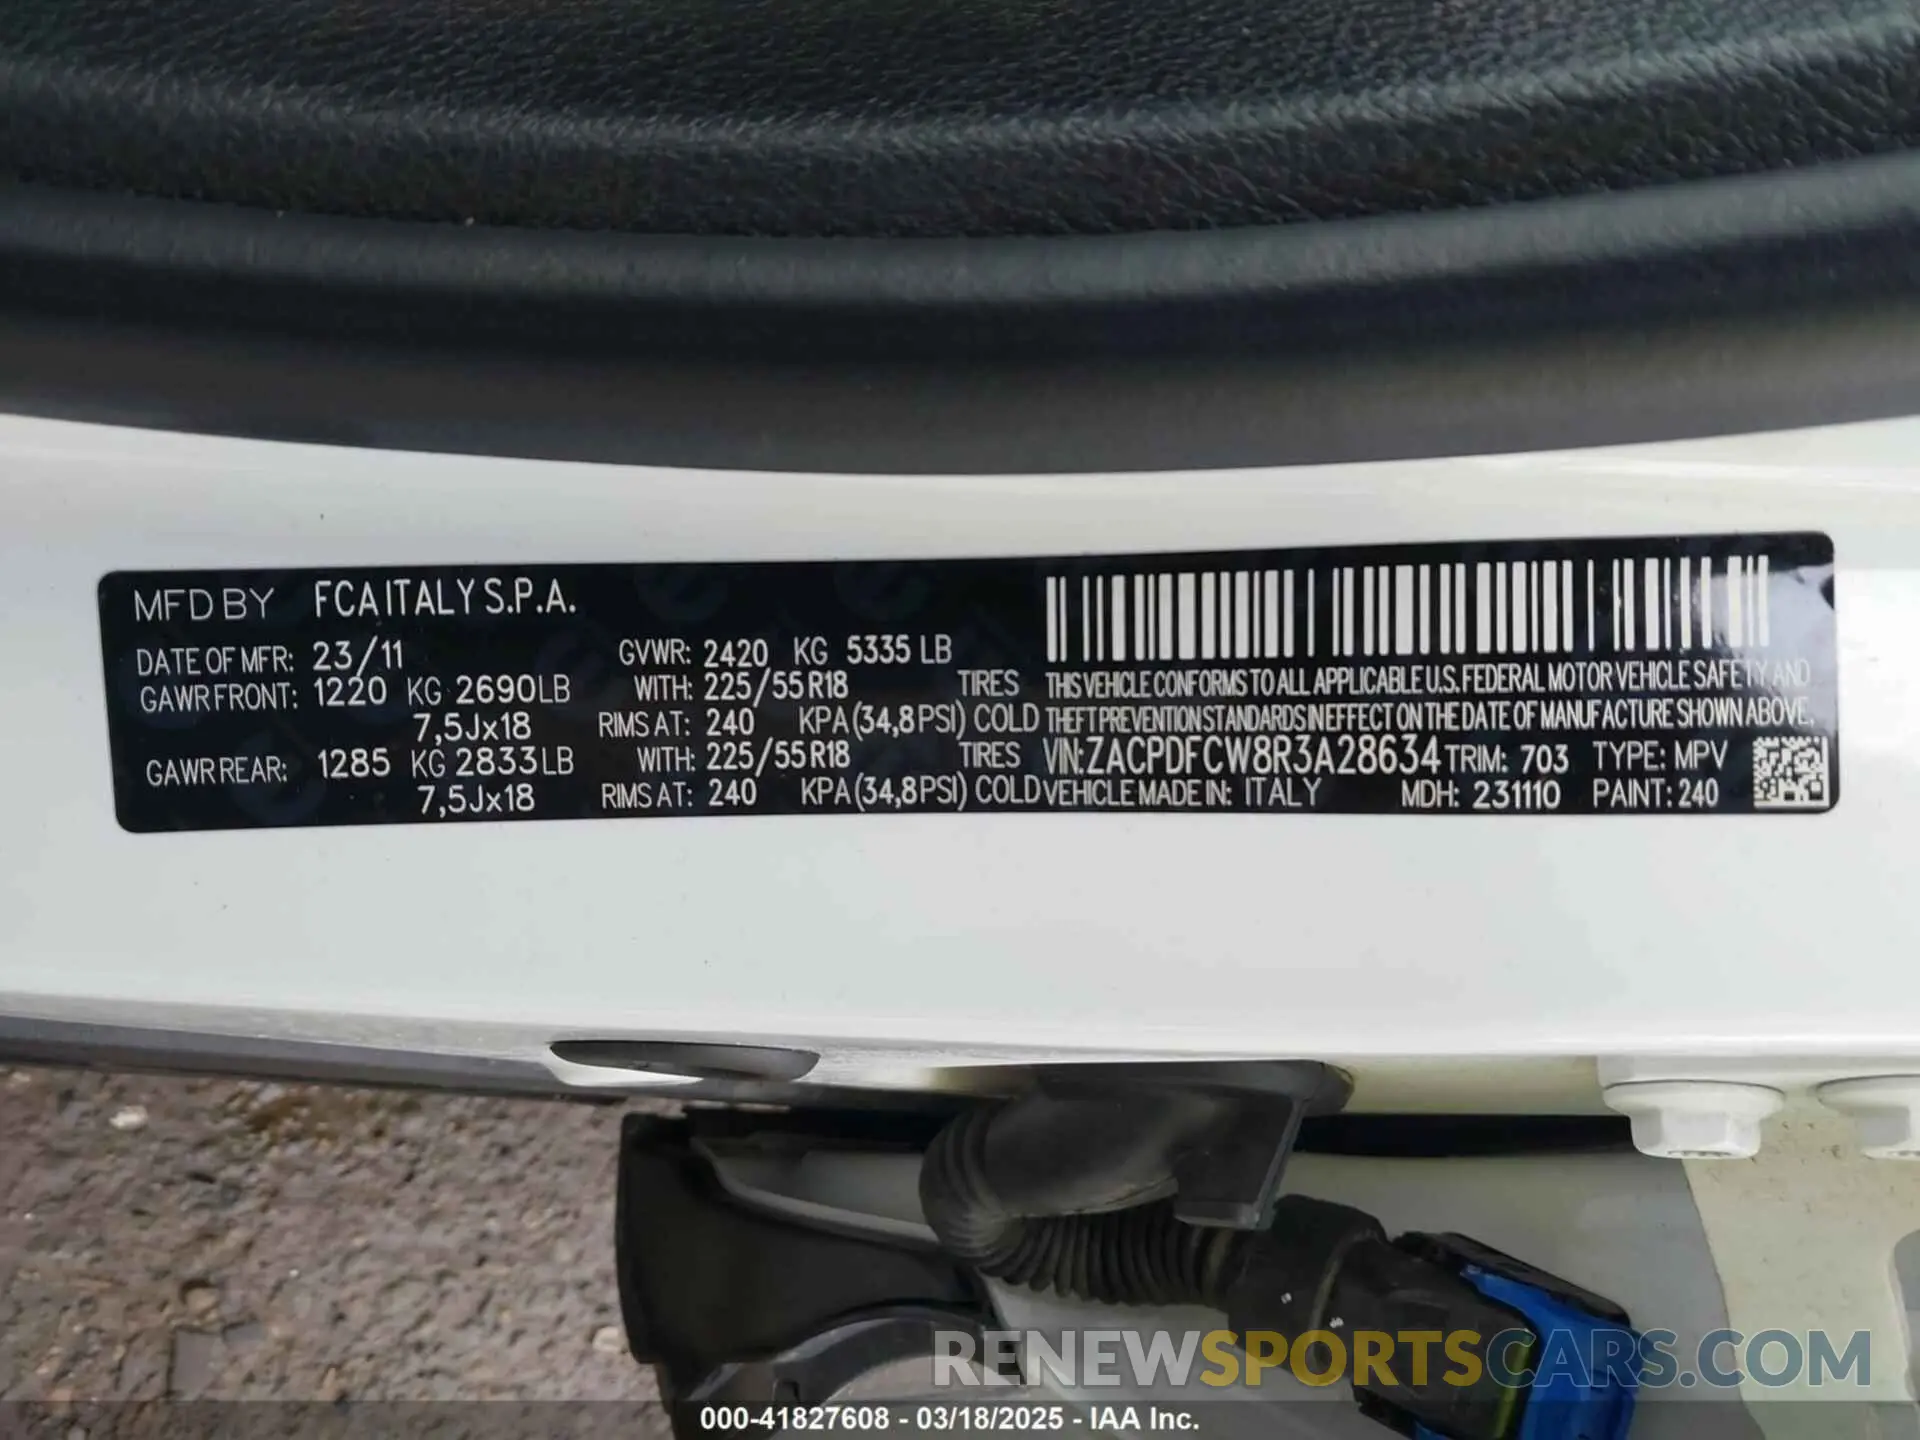 MFD BY FCA ITALY S.P.A.
DATE OF MFR: 23/11 GVWR: 2420 KG 5335 LB
GAWR FRONT: 1220 KG 2690 LB WITH: 225/55 R18 TIRES
7,5Jx18 RIMS AT: 240 KPA (34,8 PSI) COLD
GAWR REAR: 1285 KG 2833 LB WITH: 225/55 R18 TIRES
7,5Jx18 RIMS AT: 240 KPA (34,8 PSI) COLD
THIS VEHICLE CONFORMS TO ALL APPLICABLE U.S. FEDERAL MOTOR VEHICLE SAFETY AND
THEFT PREVENTION STANDARDS IN EFFECT ON THE DATE OF MANUFACTURE SHOWN ABOVE.
VIN: ZACPDFCW8R3A28634 TRIM: 703 TYPE: MPV
VEHICLE MADE IN: ITALY MDH: 231110 PAINT: 240
RENEWSPORTSCARS.COM
000-41827608 - 03/18/2025 - IAA Inc.